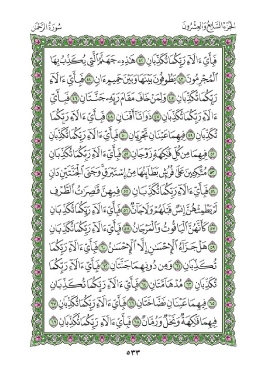 الجزء السابع والعشرون سورة الرحمن
فَبِأَيِّ ءَالَآءِ رَبِّكُمَا تُكَذِّبَانِ ٤٢ هَٰذِهِۦ جَهَنَّمُ ٱلَّتِى يُكَذِّبُ بِهَا
ٱلْمُجْرِمُونَ ٤٣ يَطُوفُونَ بَيْنَهَا وَبَيْنَ حَمِيمٍ ءَانٍ ٤٤ فَبِأَيِّ ءَالَآءِ
رَبِّكُمَا تُكَذِّبَانِ ٤٥ وَلِمَنْ خَافَ مَقَامَ رَبِّهِۦ جَنَّتَانِ ٤٦ فَبِأَيِّ
ءَالَآءِ رَبِّكُمَا تُكَذِّبَانِ ٤٧ ذَوَاتَآ أَفْنَانٍ ٤٨ فَبِأَيِّ ءَالَآءِ رَبِّكُمَا
تُكَذِّبَانِ ٤٩ فِيهِمَا عَيْنَانِ تَجْرِيَانِ ٥٠ فَبِأَيِّ ءَالَآءِ رَبِّكُمَا تُكَذِّبَانِ
٥١ فِيهِمَا مِن كُلِّ فَٰكِهَةٍ زَوْجَانِ ٥٢ فَبِأَيِّ ءَالَآءِ رَبِّكُمَا تُكَذِّبَانِ
٥٣ مُتَّكِـِٔينَ عَلَىٰ فُرُشٍۭ بَطَآئِنُهَا مِنْ إِسْتَبْرَقٍ وَجَنَى ٱلْجَنَّتَيْنِ دَانٍ
٥٤ فَبِأَيِّ ءَالَآءِ رَبِّكُمَا تُكَذِّبَانِ ٥٥ فِيهِنَّ قَٰصِرَٰتُ ٱلطَّرْفِ
لَمْ يَطْمِثْهُنَّ إِنسٌ قَبْلَهُمْ وَلَا جَآنٌّ ٥٦ فَبِأَيِّ ءَالَآءِ رَبِّكُمَا تُكَذِّبَانِ
٥٧ كَأَنَّهُنَّ ٱلْيَاقُوتُ وَٱلْمَرْجَانُ ٥٨ فَبِأَيِّ ءَالَآءِ رَبِّكُمَا تُكَذِّبَانِ
٥٩ هَلْ جَزَآءُ ٱلْإِحْسَٰنِ إِلَّا ٱلْإِحْسَٰنُ ٦٠ فَبِأَيِّ ءَالَآءِ رَبِّكُمَا
تُكَذِّبَانِ ٦١ وَمِن دُونِهِمَا جَنَّتَانِ ٦٢ فَبِأَيِّ ءَالَآءِ رَبِّكُمَا
تُكَذِّبَانِ ٦٣ مُدْهَآمَّتَانِ ٦٤ فَبِأَيِّ ءَالَآءِ رَبِّكُمَا تُكَذِّبَانِ
٦٥ فِيهِمَا عَيْنَانِ نَضَّاخَتَانِ ٦٦ فَبِأَيِّ ءَالَآءِ رَبِّكُمَا تُكَذِّبَانِ ٦٧
فِيهِمَا فَٰكِهَةٌ وَنَخْلٌ وَرُمَّانٌ ٦٨ فَبِأَيِّ ءَالَآءِ رَبِّكُمَا تُكَذِّبَانِ ٦٩
٥٣٣